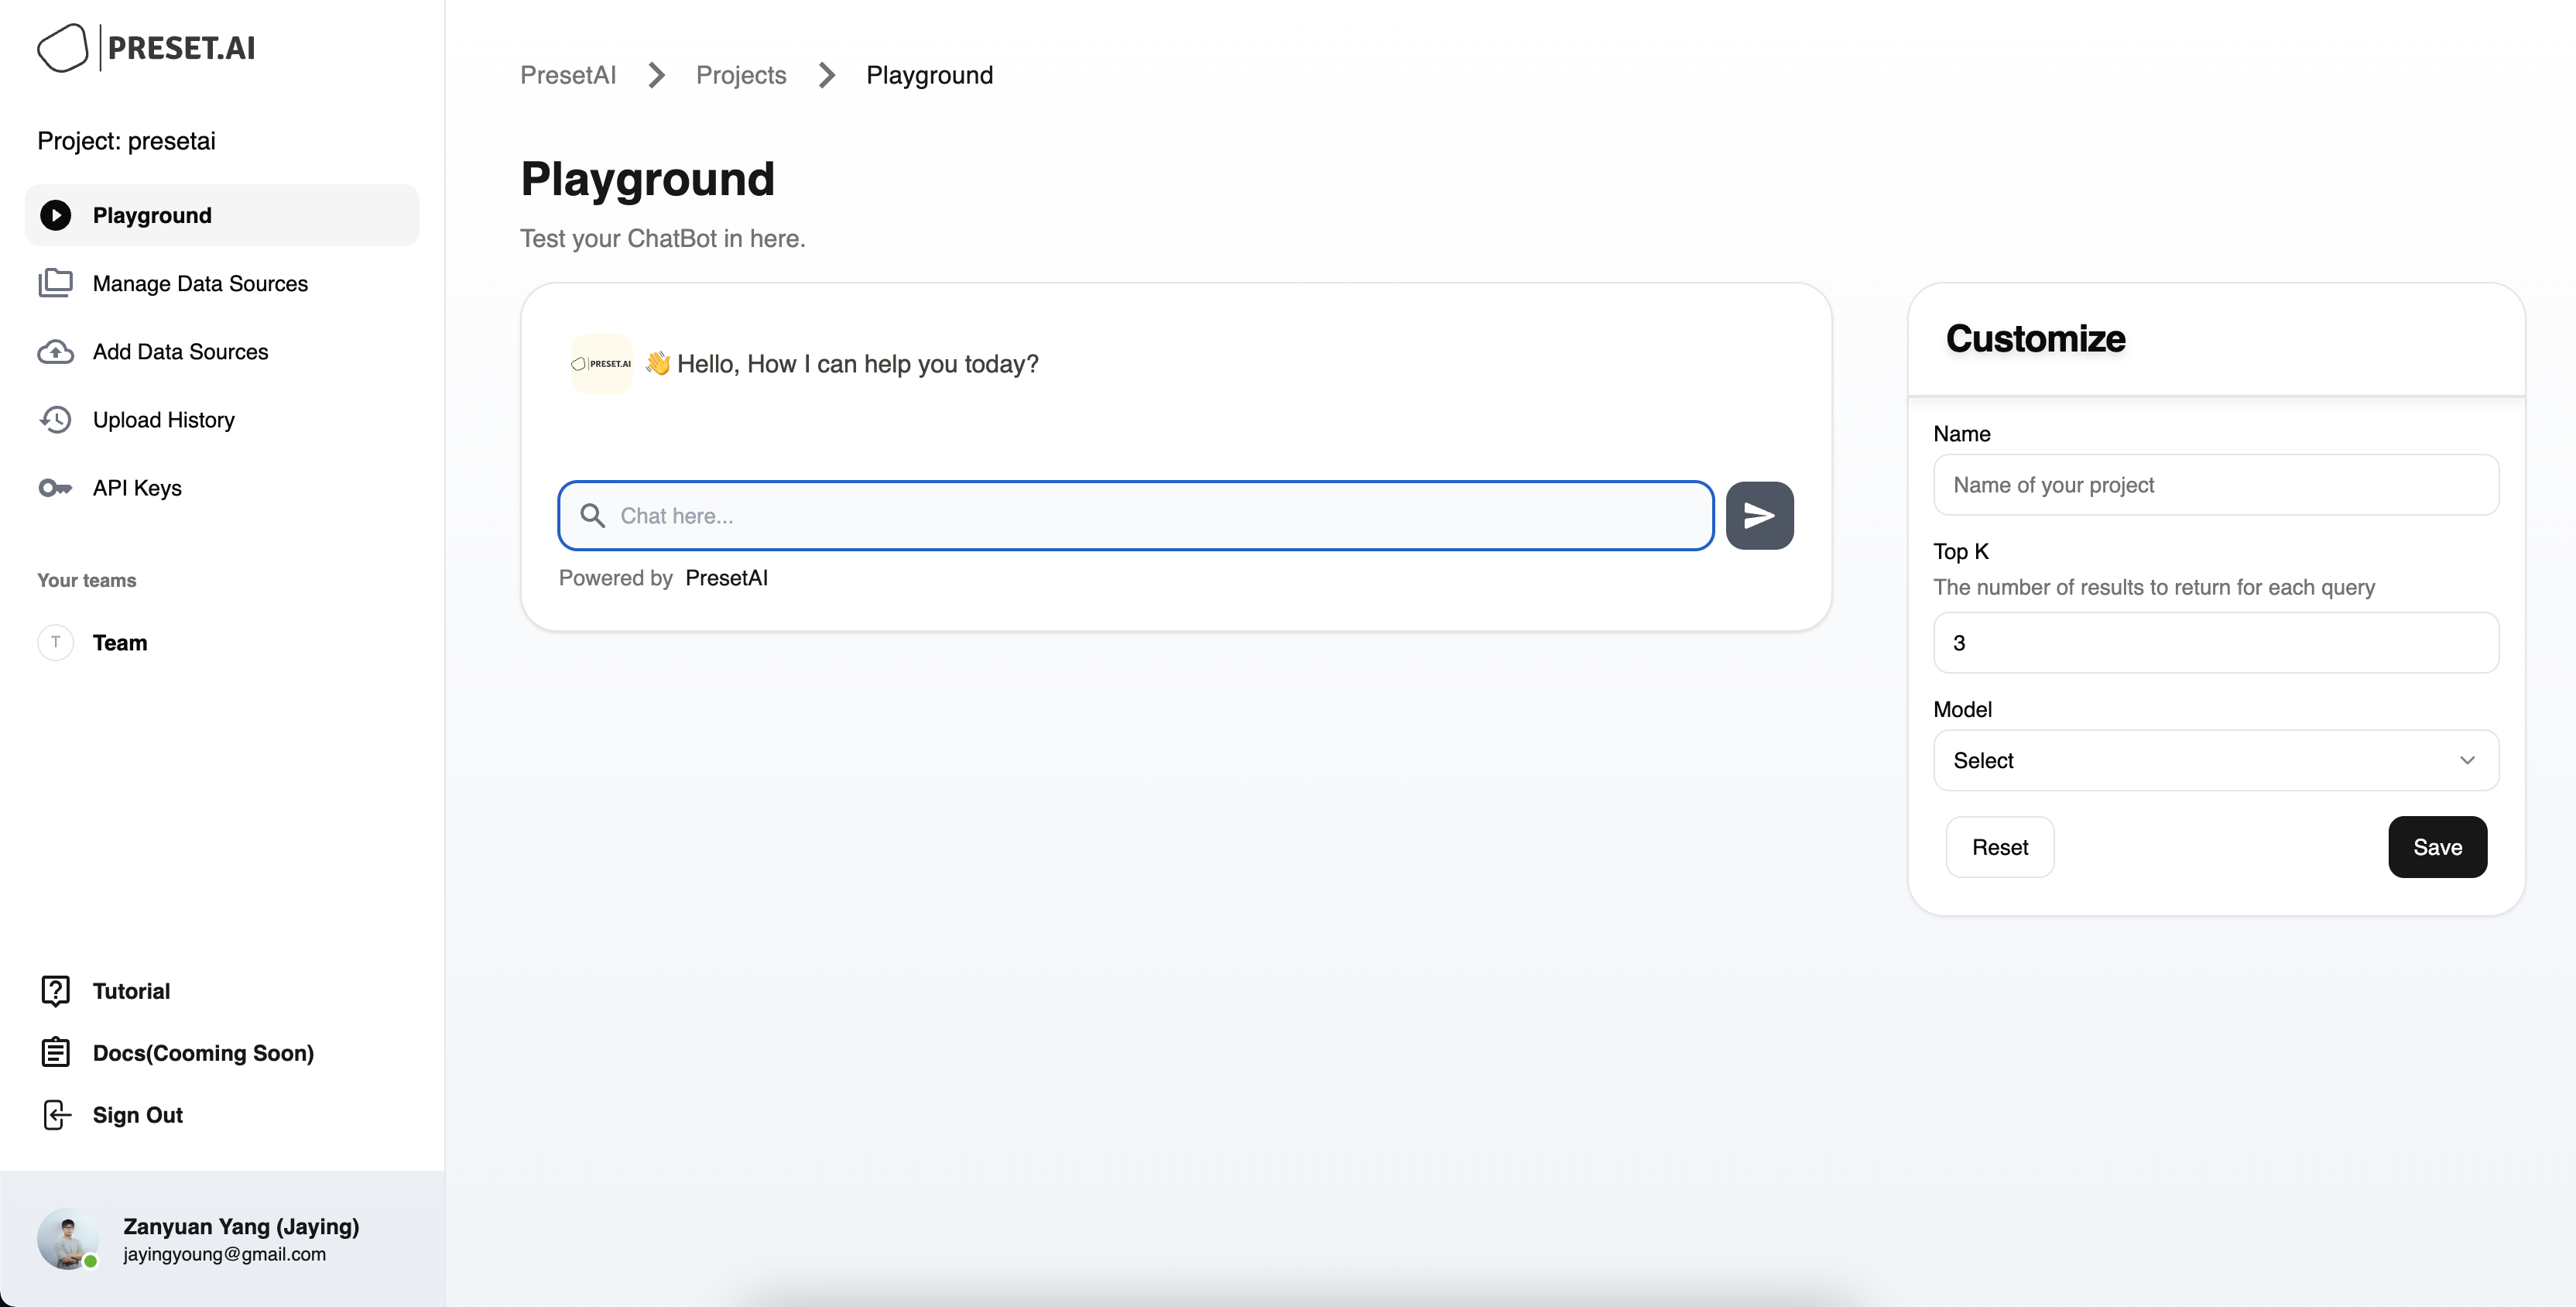 PRESET.AI
Project: presetai
Playground
Manage Data Sources
Add Data Sources
Upload History
API Keys
Your teams
T Team
Tutorial
Docs(Cooming Soon)
Sign Out
Zanyuan Yang (Jaying)
jayingyoung@gmail.com
PresetAI Projects Playground
Playground
Test your ChatBot in here.
PRESET.AI 👋 Hello, How I can help you today?
Chat here...
Powered by PresetAI
Customize
Name
Name of your project
Top K
The number of results to return for each query
3
Model
Select
Reset Save